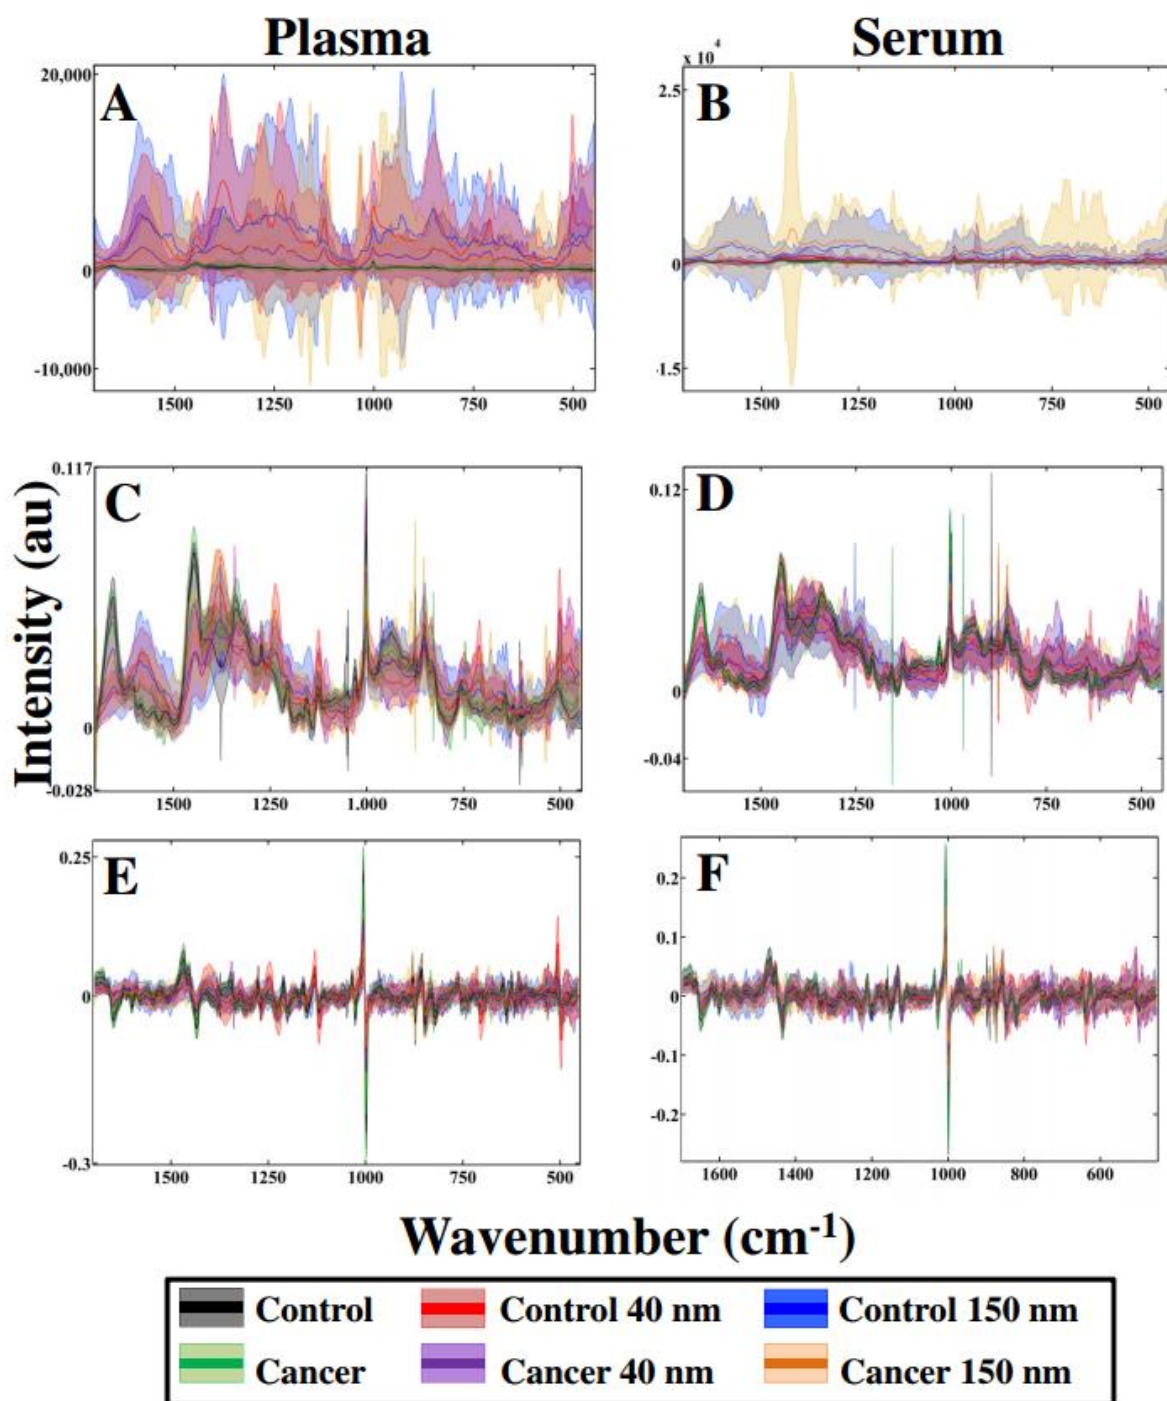 Plasma
Serum
x 10⁴
A
20,000
0
-10,000
1500 1250 1000 750 500
B
2.5
0
1.5
1500 1250 1000 750 500
Intensity (au)
C
0.117
0
-0.028
1500 1250 1.000 750 500
D
0.12
0
-0.04
1500 1250 1000 750 500
E
0.25
0
-0.3
1500 1250 1000 750 500
F
0.2
0.1
0
-0.1
-0.2
1600 1400 1200 1000 800 600
Wavenumber (cm⁻¹)
Control Control 40 nm Control 150 nm
Cancer Cancer 40 nm Cancer 150 nm